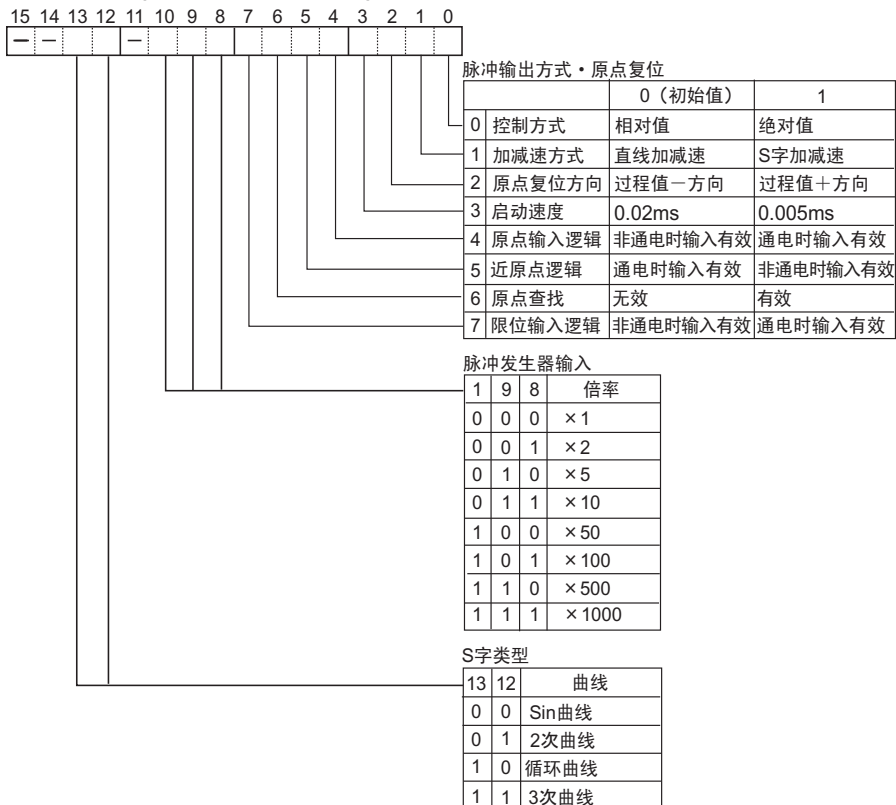 15 14 13 12 11 10 9 8 7 6 5 4 3 2 1 0
— — —
脉冲输出方式·原点复位
0（初始值） 1
0 控制方式 相对值 绝对值
1 加减速方式 直线加减速 S字加减速
2 原点复位方向 过程值－方向 过程值＋方向
3 启动速度 0.02ms 0.005ms
4 原点输入逻辑 非通电时输入有效 通电时输入有效
5 近原点逻辑 通电时输入有效 非通电时输入有效
6 原点查找 无效 有效
7 限位输入逻辑 非通电时输入有效 通电时输入有效
脉冲发生器输入
1 9 8 倍率
0 0 0 ×1
0 0 1 ×2
0 1 0 ×5
0 1 1 ×10
1 0 0 ×50
1 0 1 ×100
1 1 0 ×500
1 1 1 ×1000
S字类型
13 12 曲线
0 0 Sin曲线
0 1 2次曲线
1 0 循环曲线
1 1 3次曲线